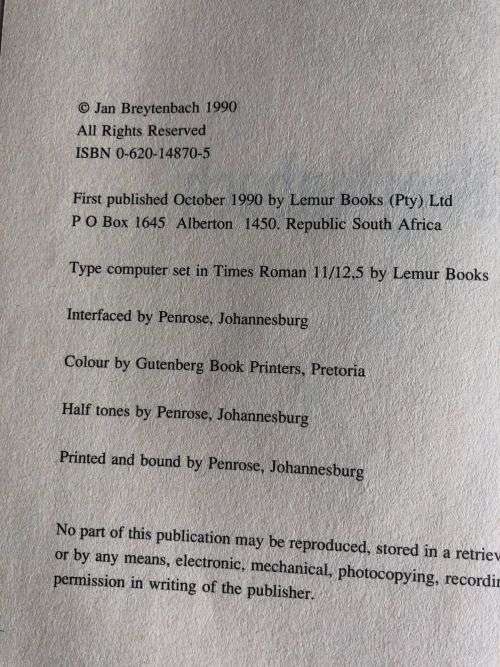 © Jan Breytenbach 1990
All Rights Reserved
ISBN 0-620-14870-5
First published October 1990 by Lemur Books (Pty) Ltd
P O Box 1645 Alberton 1450. Republic South Africa
Type computer set in Times Roman 11/12,5 by Lemur Books
Interfaced by Penrose, Johannesburg
Colour by Gutenberg Book Printers, Pretoria
Half tones by Penrose, Johannesburg
Printed and bound by Penrose, Johannesburg
No part of this publication may be reproduced, stored in a
or by any means, electronic, mechanical, photocopying,
permission in writing of the publisher.